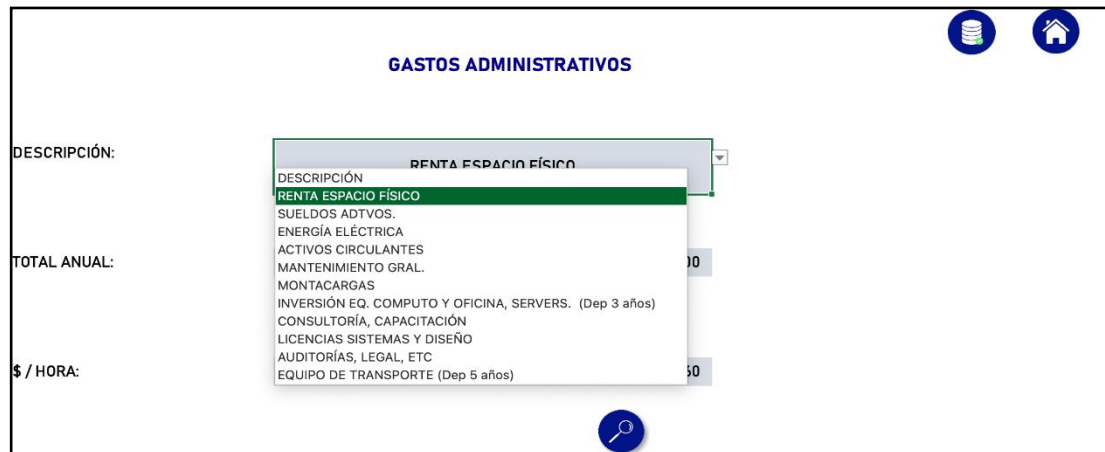 GASTOS ADMINISTRATIVOS
DESCRIPCIÓN:
RENTA ESPACIO FÍSICO
DESCRIPCIÓN
RENTA ESPACIO FÍSICO
SUELDOS ADTVOS.
ENERGÍA ELÉCTRICA
ACTIVOS CIRCULANTES
MANTENIMIENTO GRAL.
MONTACARGAS
INVERSIÓN EQ. COMPUTO Y OFICINA, SERVERS. (Dep 3 años)
CONSULTORÍA, CAPACITACIÓN
LICENCIAS SISTEMAS Y DISEÑO
AUDITORÍAS, LEGAL, ETC
EQUIPO DE TRANSPORTE (Dep 5 años)
TOTAL ANUAL:
$ / HORA: